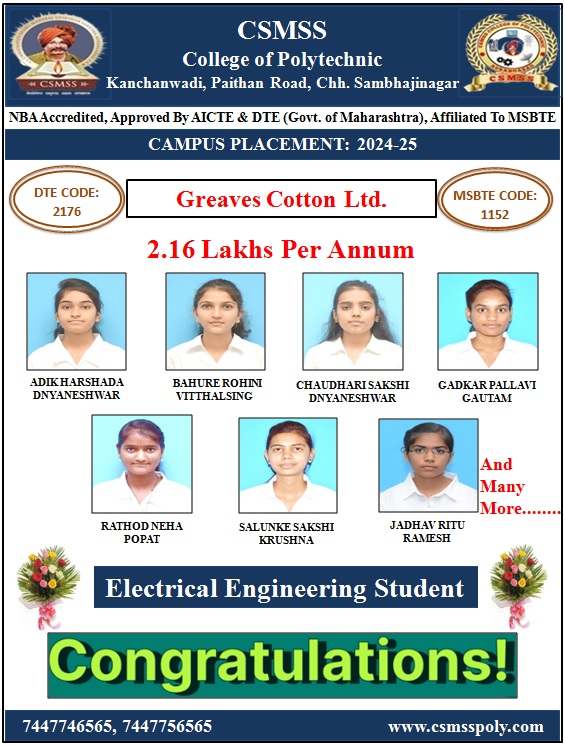 CSMSS
College of Polytechnic
Kanchanwadi, Paithan Road, Chh. Sambhajinagar
CSMSS
CSMSS
NBA Accredited, Approved By AICTE & DTE (Govt. of Maharashtra), Affiliated To MSBTE
CAMPUS PLACEMENT: 2024-25
DTE CODE:
2176
Greaves Cotton Ltd.
MSBTE CODE:
1152
2.16 Lakhs Per Annum
ADIK HARSHADA
DNYANESHWAR
BAHURE ROHINI
VITTHALSING
CHAUDHARI SAKSHI
DNYANESHWAR
GADKAR PALLAVI
GAUTAM
And
Many
More........
RATHOD NEHA
POPAT
SALUNKE SAKSHI
KRUSHNA
JADHAV RITU
RAMESH
Electrical Engineering Student
Congratulations!
7447746565, 7447756565
www.csmsspoly.com